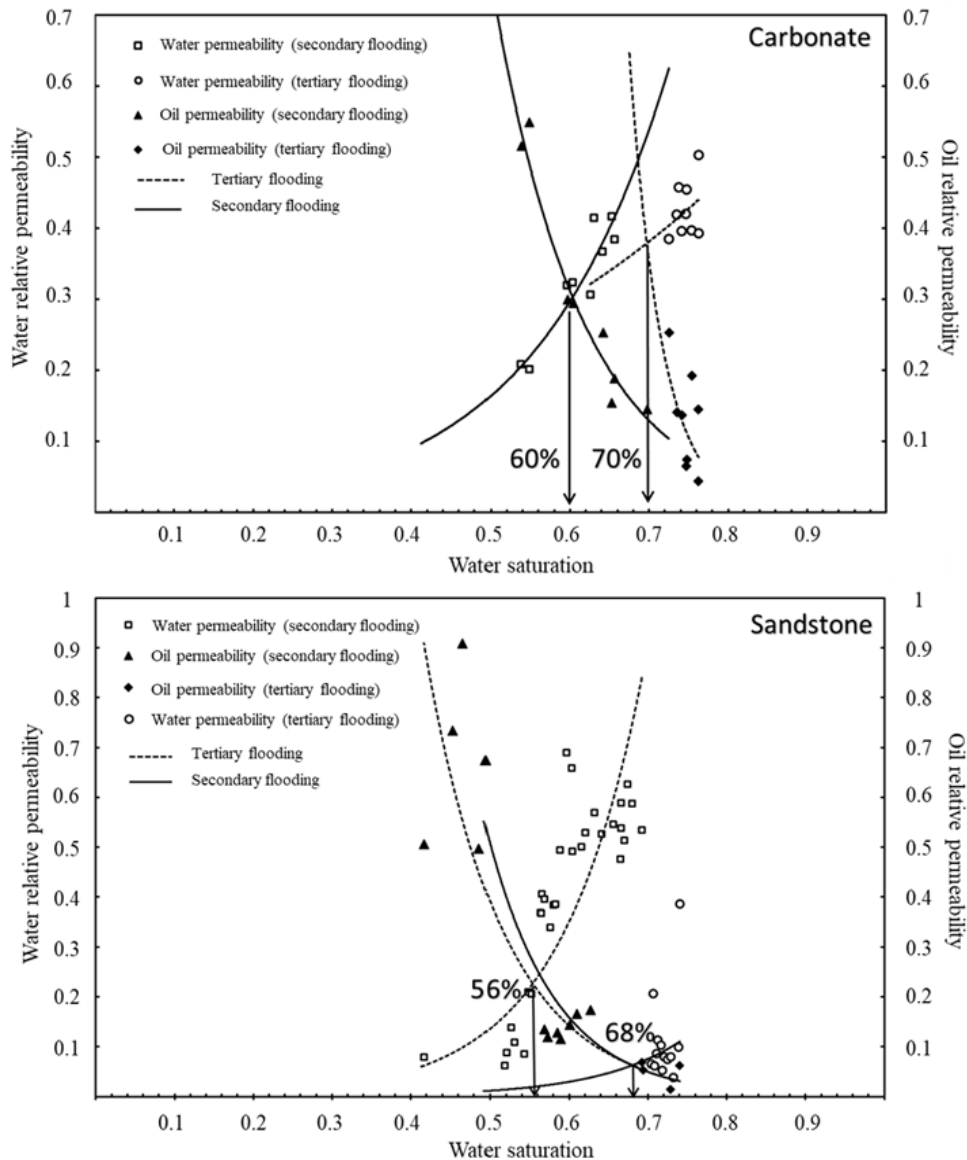 Carbonate
Water permeability (secondary flooding)
Water permeability (tertiary flooding)
Oil permeability (secondary flooding)
Oil permeability (tertiary flooding)
Tertiary flooding
Secondary flooding
0.7
0.6
0.5
0.4
0.3
0.2
0.1
Water relative permeability
0.7
0.6
0.5
0.4
0.3
0.2
0.1
Oil relative permeability
60% 70%
0.1 0.2 0.3 0.4 0.5 0.6 0.7 0.8 0.9
Water saturation
Sandstone
Water permeability (secondary flooding)
Oil permeability (secondary flooding)
Oil permeability (tertiary flooding)
Water permeability (tertiary flooding)
Tertiary flooding
Secondary flooding
1
0.9
0.8
0.7
0.6
0.5
0.4
0.3
0.2
0.1
Water relative permeability
1
0.9
0.8
0.7
0.6
0.5
0.4
0.3
0.2
0.1
Oil relative permeability
56%
68%
0.1 0.2 0.3 0.4 0.5 0.6 0.7 0.8 0.9
Water saturation